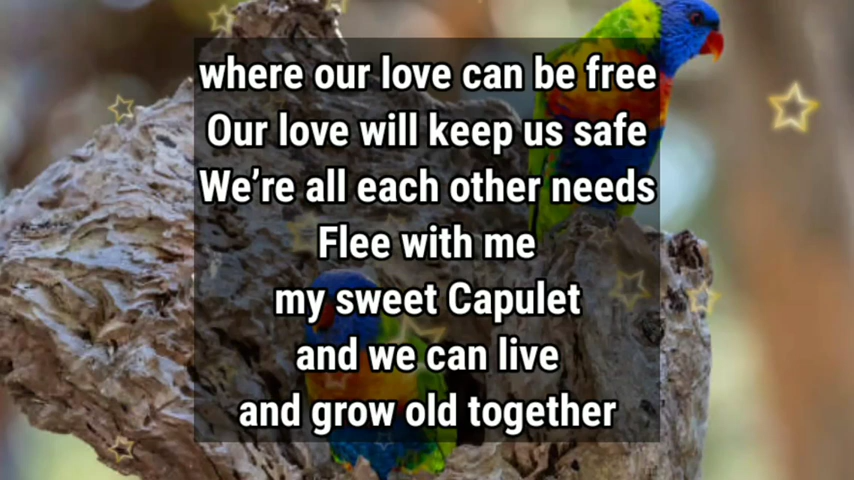 where our love can be free
Our love will keep us safe
We’re all each other needs
Flee with me
my sweet Capulet
and we can live
and grow old together